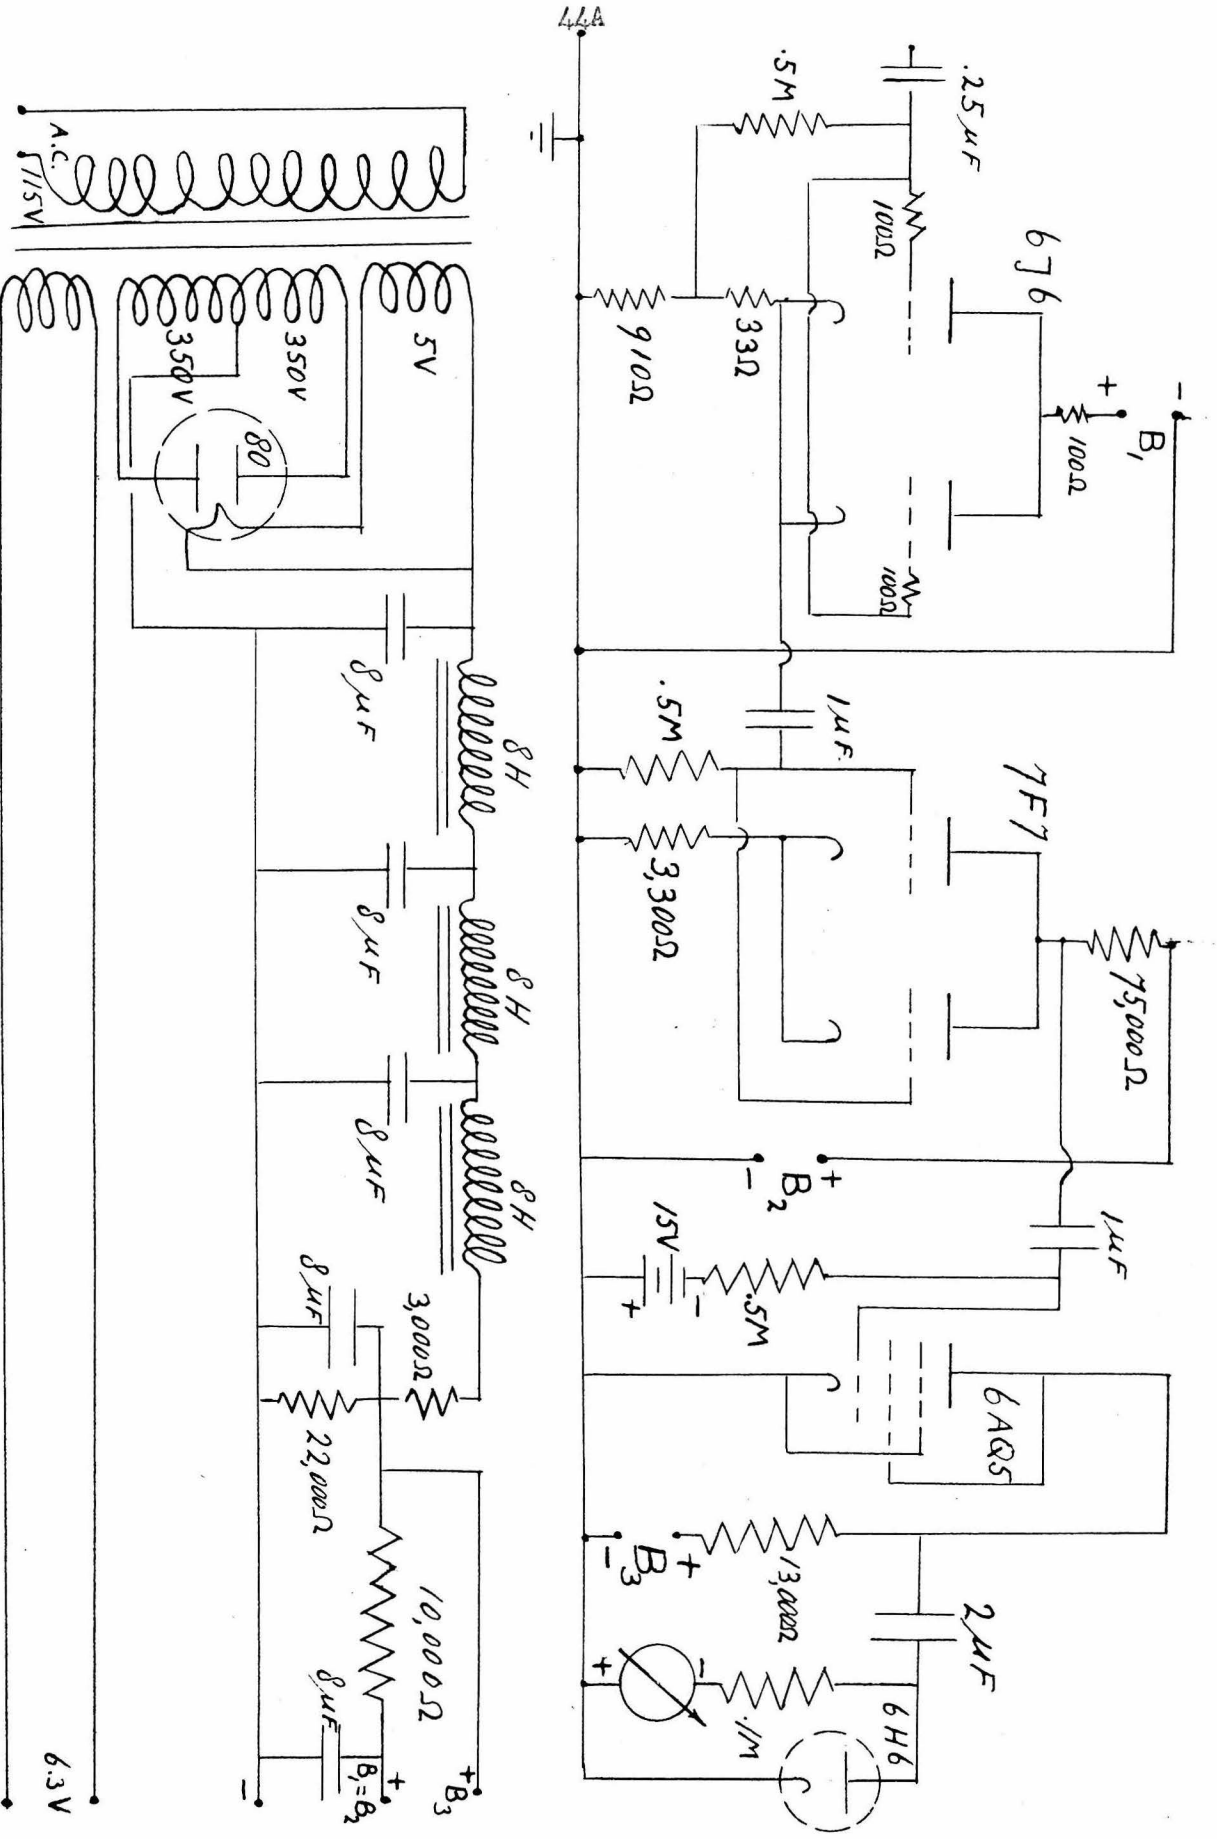 44A
.25μF
.5M
100Ω
6J6
- 
+
B₁
100Ω
33Ω
910Ω
100Ω
1μF.
.5M
7F7
3,300Ω
75,000Ω
-
B₂
+
1μF
15V
+
-
.5M
6AQ5
-
B₃
+
13,000Ω
2μF
+
-
.1M
6H6
A.C.
115V
5V
350V
350V
80
8μF
8H
8μF
8H
8μF
8H
8μF
3,000Ω
22,000Ω
10,000Ω
8μF
+B₃
+
B₁=B₂
-
6.3V